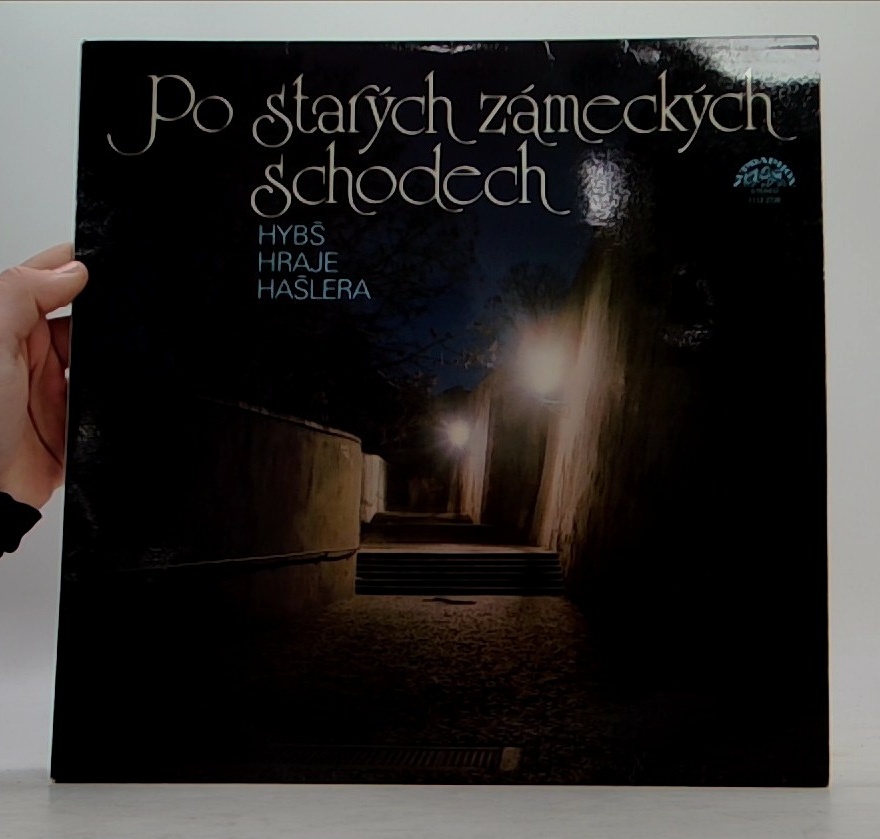 Po starých zámeckých
schodech
HYBŠ
HRAJE
HAŠLERA
SUPRAPHON